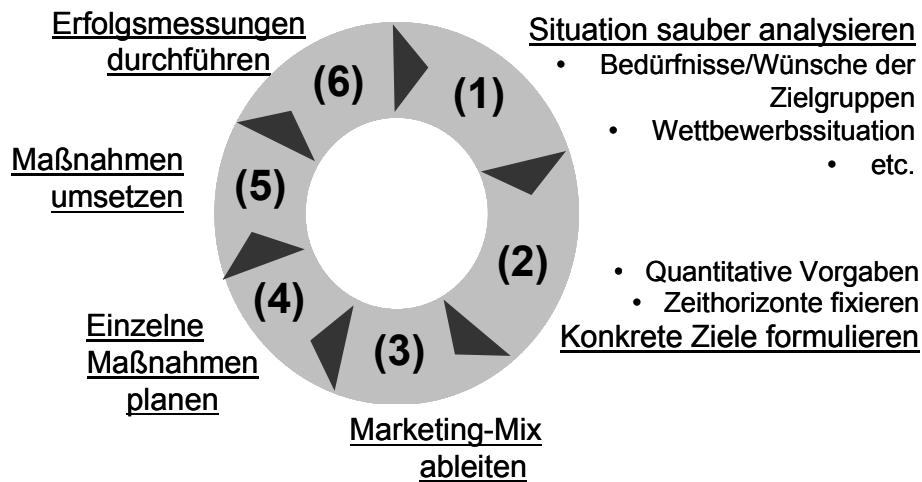 (1)
Situation sauber analysieren
• Bedürfnisse/Wünsche der
Zielgruppen
• Wettbewerbssituation
• etc.
(2)
• Quantitative Vorgaben
• Zeithorizonte fixieren
Konkrete Ziele formulieren
(3)
Marketing-Mix
ableiten
(4)
Einzelne
Maßnahmen
planen
(5)
Maßnahmen
umsetzen
(6)
Erfolgsmessungen
durchführen